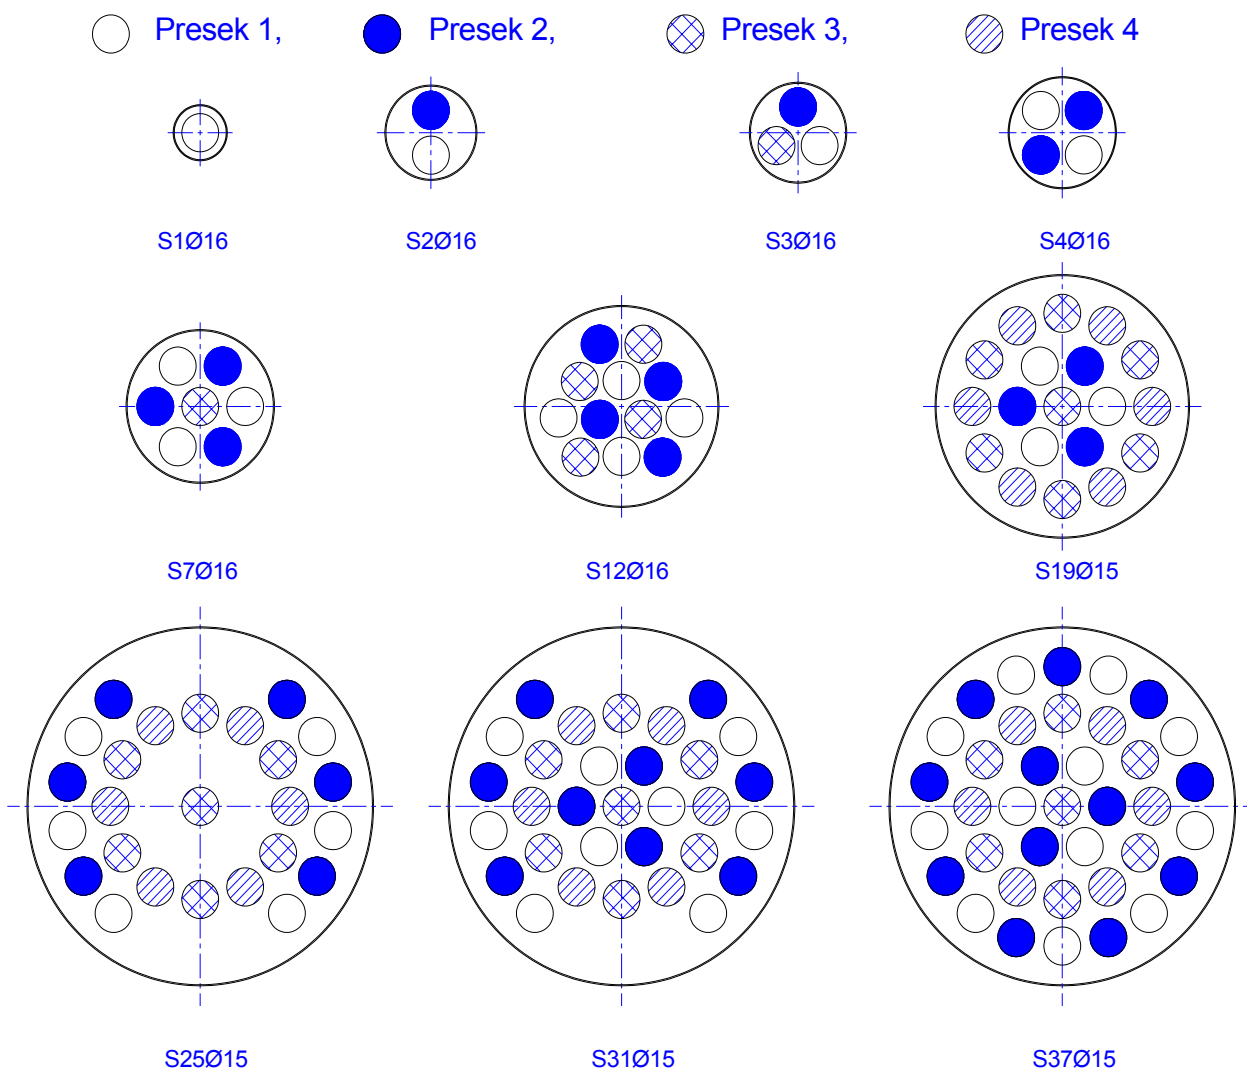 Presek 1, Presek 2, Presek 3, Presek 4
S1Ø16 S2Ø16 S3Ø16 S4Ø16
S7Ø16 S12Ø16 S19Ø15
S25Ø15 S31Ø15 S37Ø15